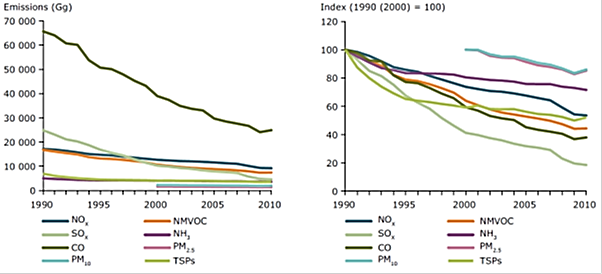 Emissions (Gg)
70 000
60 000
50 000
40 000
30 000
20 000
10 000
0
1990 1995 2000 2005 2010
NOx NMVOC
SOx NH3
CO PM2.5
PM10 TSPs
Index (1990 (2000) = 100)
120
100
80
60
40
20
0
1990 1995 2000 2005 2010
NOx NMVOC
SOx NH3
CO PM2.5
PM10 TSPs